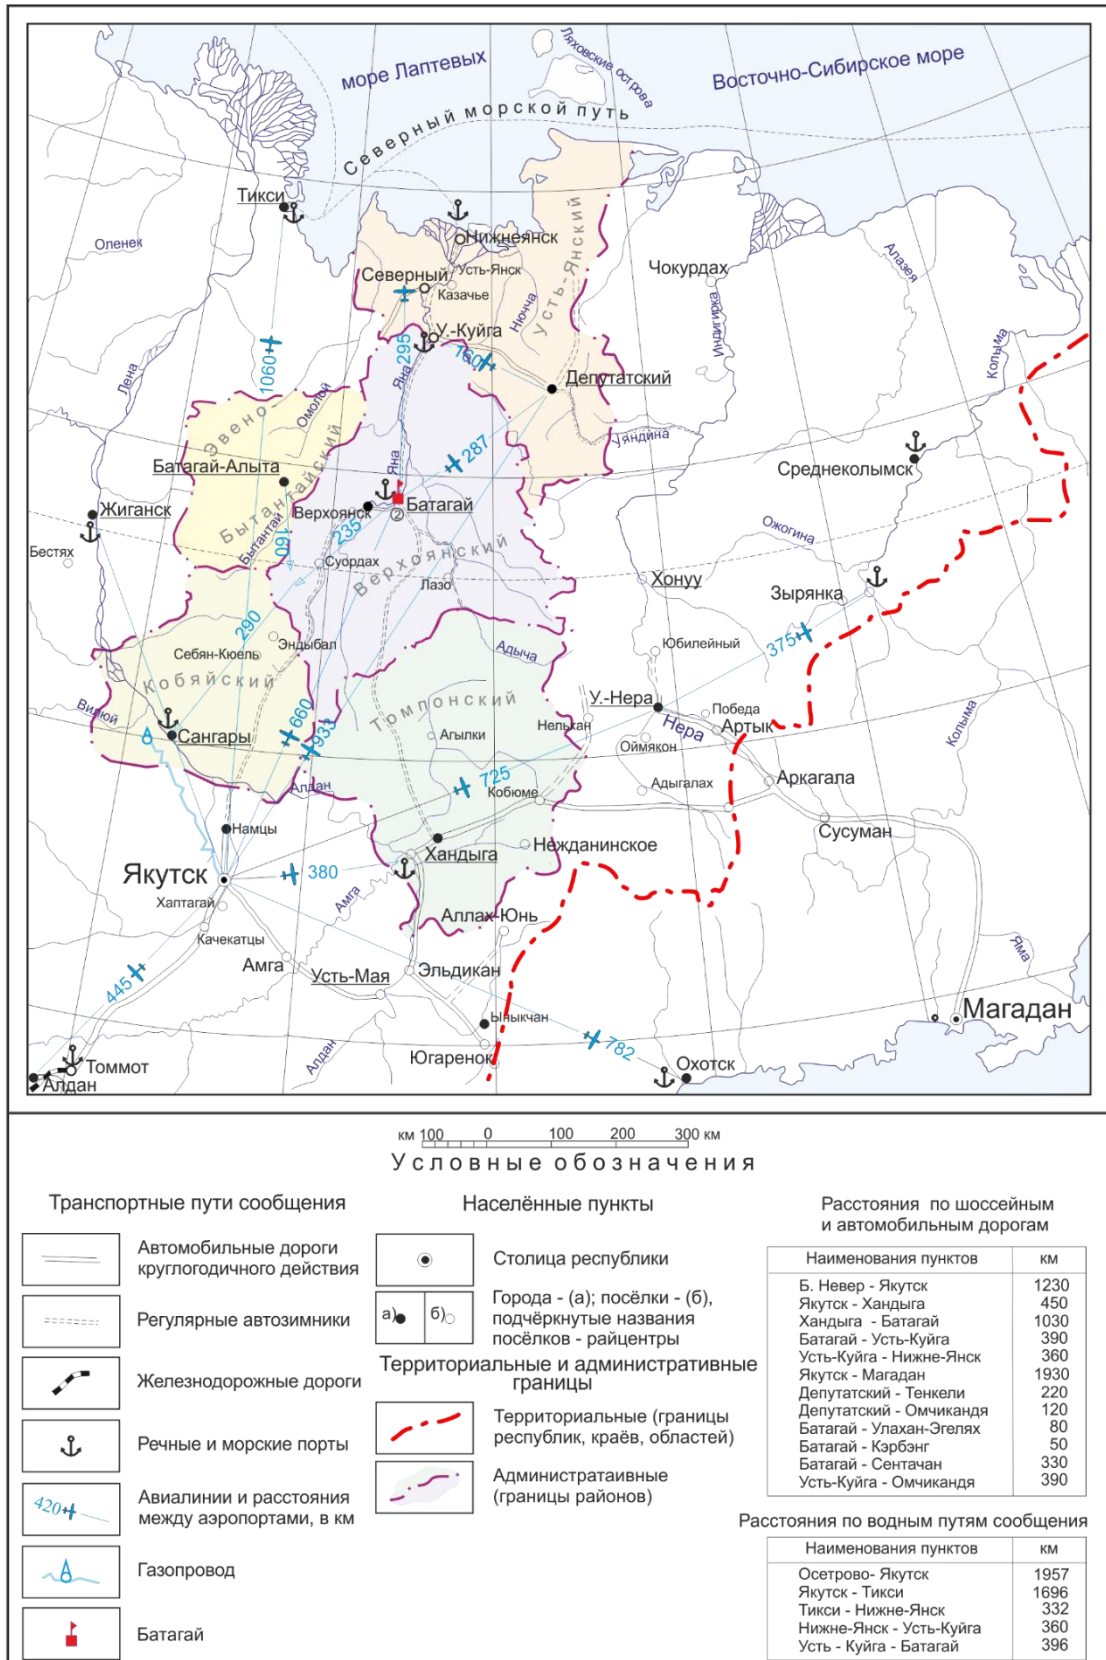 море Лаптевых
Ляховские острова
Восточно-Сибирское море
Северный морской путь
Тикси
Оленек
Нижнеянск
Усть-Янск
Северный
Казачье
Нючча
Усть-Янский
Чокурдах
Алазея
Индигирка
Колыма
У.-Куйга
295
160
1060
Лена
Яна
Омолой
Депутатский
Эвено-
Бытантайский
287
Уяндина
Среднеколымск
Батагай-Алыта
Яна
Жиганск
Верхоянск
Батагай
2
Бытантай
160
235
Верхоянский
Ожогина
Бестях
Суордах
Лазо
Хонуу
Зырянка
290
Эндыбал
Себян-Кюель
Адыча
Юбилейный
375
Кобяйский
Вилюй
Томпонский
У.-Нера
Нера
Победа
Артык
Нелькан
Оймякон
Колыма
Сангары
660
933
Агылки
725
Адыгалах
Аркагала
Алдан
Кобюме
Сусуман
Намцы
Хандыга
Нежданинское
Якутск
380
Хаптагай
Амга
Аллах-Юнь
Качекатцы
Амга
Усть-Мая
Эльдикан
Яма
445
Ыныкчан
Магадан
Алдан
Югаренок
782
Томмот
Охотск
Алдан
км 100 0 100 200 300 км
Условные обозначения
Транспортные пути сообщения
Автомобильные дороги
круглогодичного действия
Регулярные автозимники
Железнодорожные дороги
Речные и морские порты
420
Авиалинии и расстояния
между аэропортами, в км
Газопровод
Батагай
Населённые пункты
Столица республики
а) б)
Города - (а); посёлки - (б),
подчёркнутые названия
посёлков - райцентры
Территориальные и административные
границы
Территориальные (границы
республик, краёв, областей)
Администратаивные
(границы районов)
Расстояния по шоссейным
и автомобильным дорогам
Наименования пунктов км
Б. Невер - Якутск 1230
Якутск - Хандыга 450
Хандыга - Батагай 1030
Батагай - Усть-Куйга 390
Усть-Куйга - Нижне-Янск 360
Якутск - Магадан 1930
Депутатский - Тенкели 220
Депутатский - Омчикандя 120
Батагай - Улахан-Эгелях 80
Батагай - Кэрбэнг 50
Батагай - Сентачан 330
Усть-Куйга - Омчикандя 390
Расстояния по водным путям сообщения
Наименования пунктов км
Осетрово- Якутск 1957
Якутск - Тикси 1696
Тикси - Нижне-Янск 332
Нижне-Янск - Усть-Куйга 360
Усть - Куйга - Батагай 396